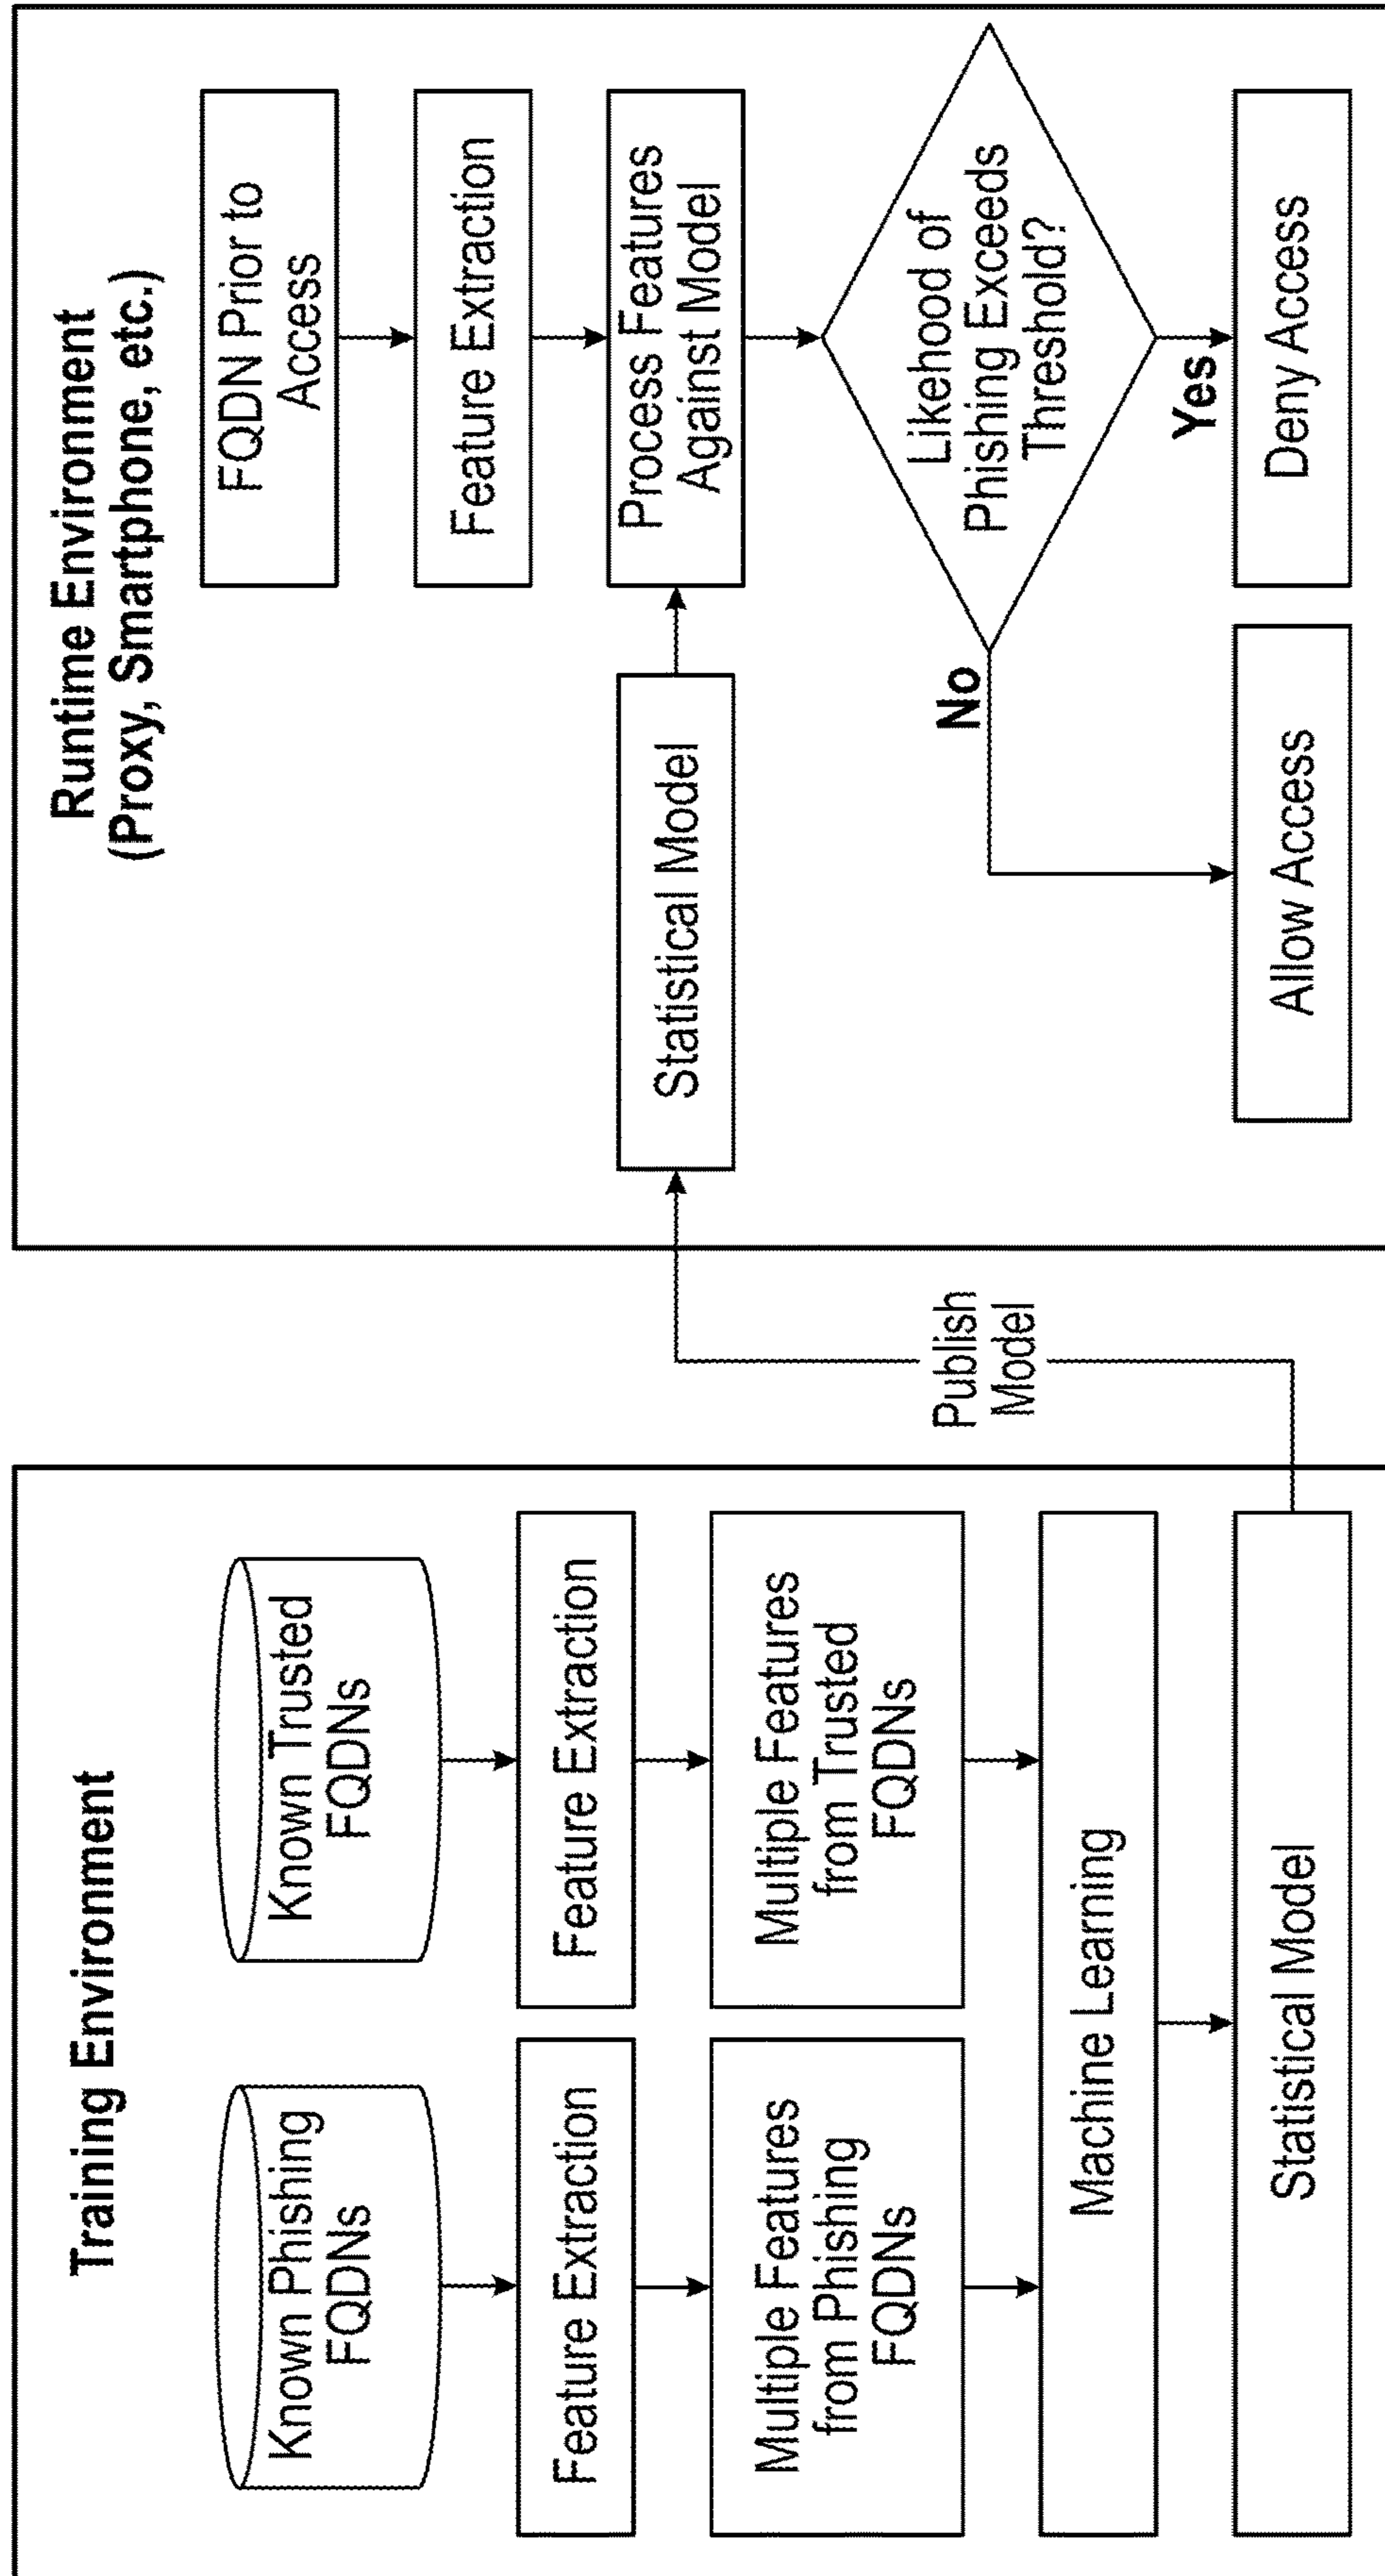 Training Environment
Known Phishing
FQDNs
Known Trusted
FQDNs
Feature Extraction
Feature Extraction
Multiple Features
from Phishing
FQDNs
Multiple Features
from Trusted
FQDNs
Machine Learning
Statistical Model
Publish
Model
Runtime Environment
(Proxy, Smartphone, etc.)
FQDN Prior to
Access
Feature Extraction
Statistical Model
Process Features
Against Model
Likehood of
Phishing Exceeds
Threshold?
No
Yes
Allow Access
Deny Access